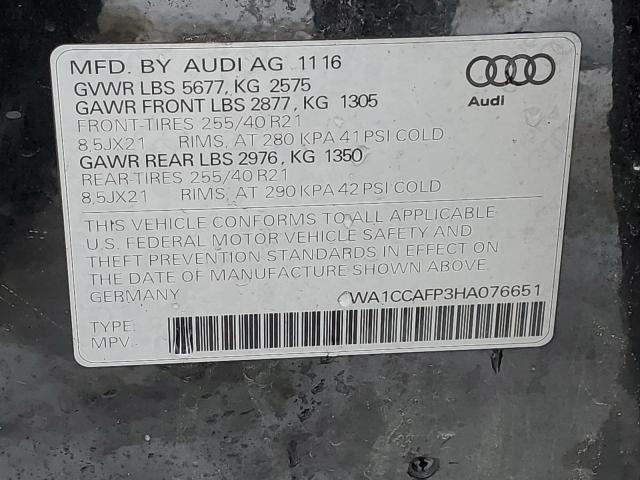 MFD. BY AUDI AG 11 16
GVWR LBS 5677, KG 2575
GAWR FRONT LBS 2877, KG 1305
FRONT-TIRES 255/40 R21
8,5JX21 RIMS, AT 280 KPA 41 PSI COLD
GAWR REAR LBS 2976, KG 1350
REAR-TIRES 255/40 R21
8,5JX21 RIMS, AT 290 KPA 42 PSI COLD
Audi
THIS VEHICLE CONFORMS TO ALL APPLICABLE
U.S. FEDERAL MOTOR VEHICLE SAFETY AND
THEFT PREVENTION STANDARDS IN EFFECT ON
THE DATE OF MANUFACTURE SHOWN ABOVE.
GERMANY WA1CCAFP3HA076651
TYPE:
MPV